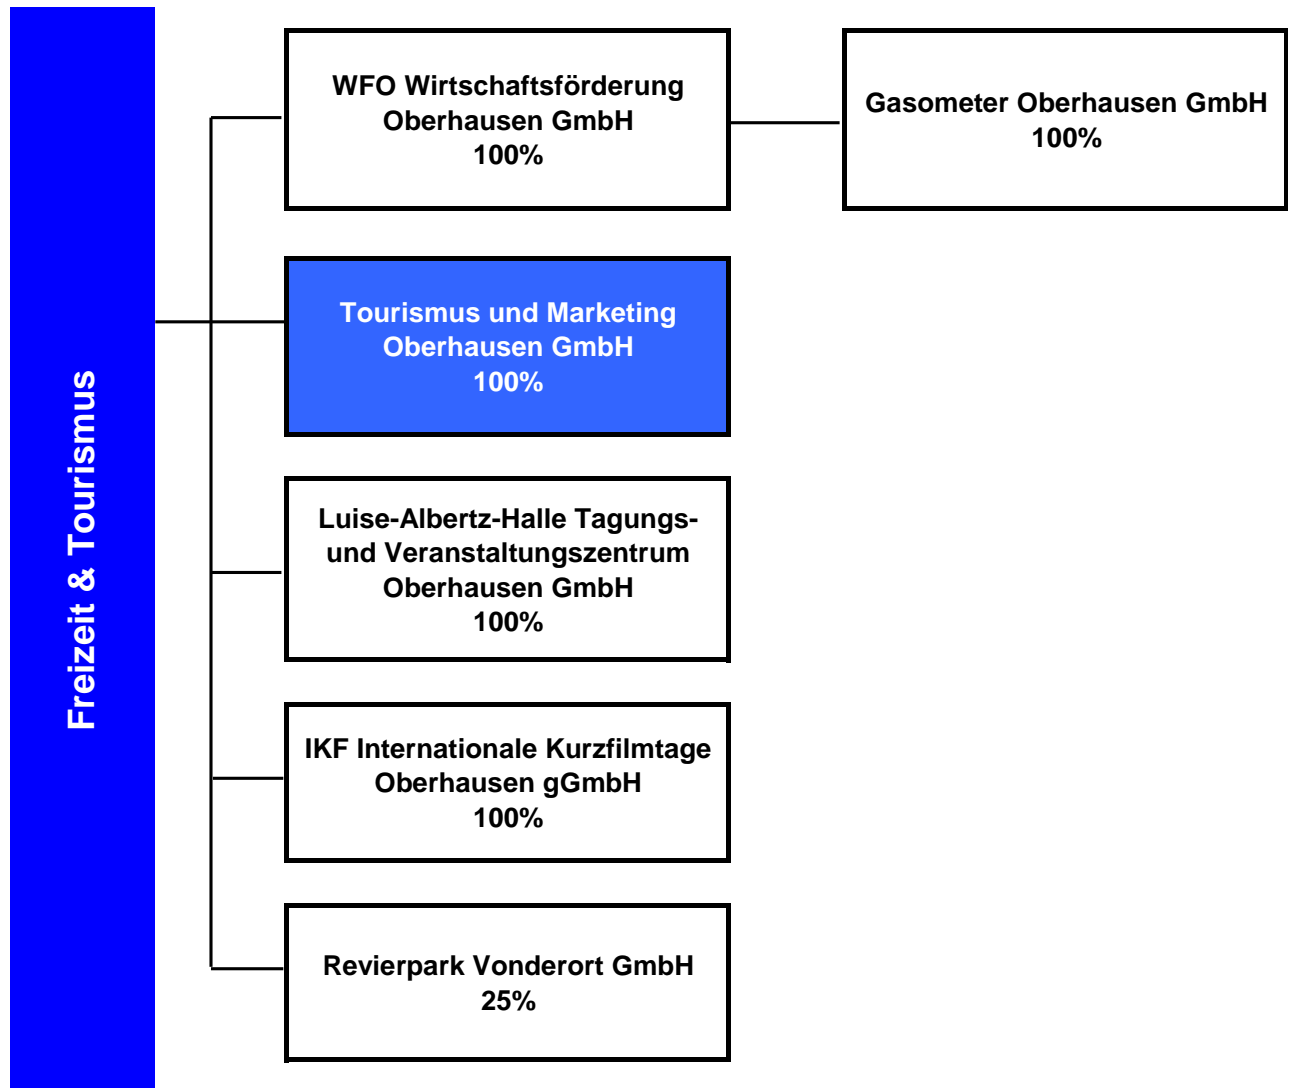 Freizeit & Tourismus
WFO Wirtschaftsförderung
Oberhausen GmbH
100%
Gasometer Oberhausen GmbH
100%
Tourismus und Marketing
Oberhausen GmbH
100%
Luise-Albertz-Halle Tagungs-
und Veranstaltungszentrum
Oberhausen GmbH
100%
IKF Internationale Kurzfilmtage
Oberhausen gGmbH
100%
Revierpark Vonderort GmbH
25%